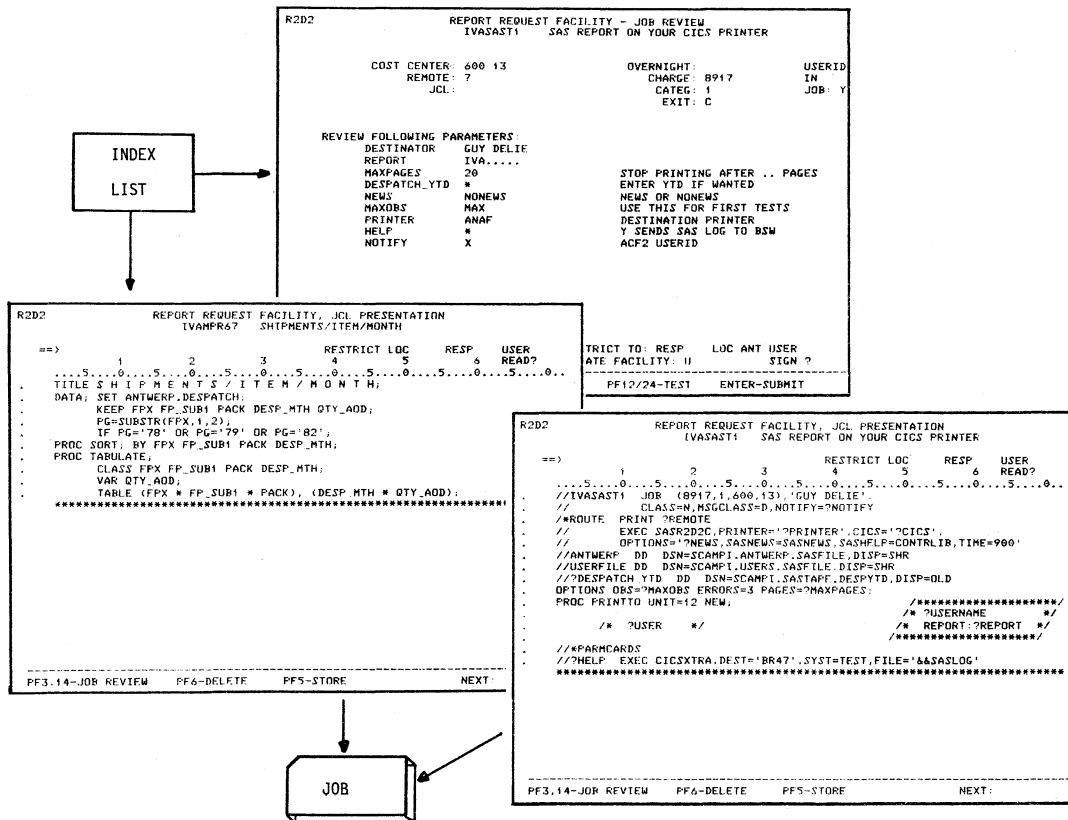 R2D2 REPORT REQUEST FACILITY - JOB REVIEW
IVASAST1 SAS REPORT ON YOUR CICS PRINTER
COST CENTER: 600 13 OVERNIGHT: USERID
REMOTE: 7 CHARGE: 8917 IN
JCL: CATEG: 1 JOB: Y
EXIT: C
REVIEW FOLLOWING PARAMETERS:
DESTINATOR GUY DELIE
REPORT IVA.....
MAXPAGES 20 STOP PRINTING AFTER .. PAGES
DESPATCH_YTD * ENTER YTD IF WANTED
NEWS NONEWS NEWS OR NONEWS
MAXOBS MAX USE THIS FOR FIRST TESTS
PRINTER ANAF DESTINATION PRINTER
HELP * Y SENDS SAS LOG TO BSW
NOTIFY X ACF2 USERID
TRICT TO: RESP LOC ANT USER
ATE FACILITY: U SIGN ?
PF12/24-TEST ENTER-SUBMIT
INDEX
LIST
R2D2 REPORT REQUEST FACILITY, JCL PRESENTATION
IVAMPR67 SHIPMENTS/ITEM/MONTH
==> RESTRICT LOC RESP USER
1 2 3 4 5 6 READ?
....5....0....5....0....5....0....5....0....5....0....5....0..
. TITLE S H I P M E N T S / I T E M / M O N T H;
. DATA; SET ANTWERP.DESPATCH;
. KEEP FPX FP_SUB1 PACK DESP_MTH QTY_AOD;
. PG=SUBSTR(FPX,1,2);
. IF PG='78' OR PG='79' OR PG='82';
. PROC SORT; BY FPX FP_SUB1 PACK DESP_MTH;
. PROC TABULATE;
. CLASS FPX FP_SUB1 PACK DESP_MTH;
. VAR QTY_AOD;
. TABLE (FPX * FP_SUB1 * PACK), (DESP_MTH * QTY_AOD);
. ***************************************************************
PF3,14-JOB REVIEW PF6-DELETE PF5-STORE NEXT:
R2D2 REPORT REQUEST FACILITY, JCL PRESENTATION
IVASAST1 SAS REPORT ON YOUR CICS PRINTER
==> RESTRICT LOC RESP USER
1 2 3 4 5 6 READ?
....5....0....5....0....5....0....5....0....5....0....5....0..
. //IVASAST1 JOB (8917,1,600,13),'GUY DELIE',
. // CLASS=N,MSGCLASS=D,NOTIFY=?NOTIFY
. /*ROUTE PRINT ?REMOTE
. // EXEC SASR2D2C,PRINTER='?PRINTER',CICS='?CICS',
. // OPTIONS='?NEWS,SASNEWS=SASNEWS,SASHELP=CONTRLIB,TIME=900'
. //ANTWERP DD DSN=SCAMPI.ANTWERP.SASFILE,DISP=SHR
. //USERFILE DD DSN=SCAMPI.USERS.SASFILE,DISP=SHR
. //?DESPATCH_YTD DD DSN=SCAMPI.SASTAPE.DESPYTD,DISP=OLD
. OPTIONS OBS=?MAXOBS ERRORS=3 PAGES=?MAXPAGES;
. PROC PRINTTO UNIT=12 NEW; /*********************/
. /* ?USERNAME */
. /* ?USER */ /* REPORT:?REPORT */
. /*********************/
. //*PARMCARDS
. //?HELP EXEC CICSXTRA,DEST='BR47',SYST=TEST,FILE='&&SASLOG'
***********************************************************************
PF3,14-JOB REVIEW PF6-DELETE PF5-STORE NEXT:
JOB